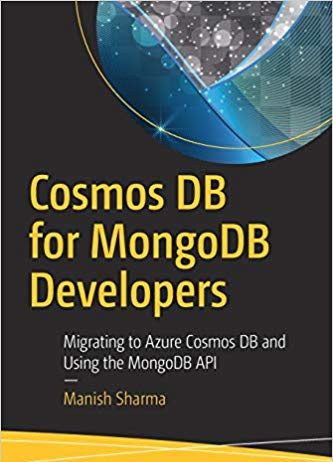 Cosmos DB
for MongoDB
Developers
Migrating to Azure Cosmos DB and
Using the MongoDB API
—
Manish Sharma